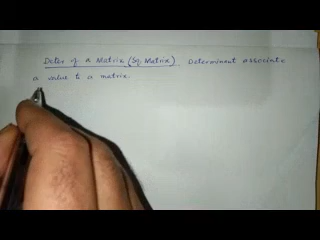 Deter of a Matrix (Sq. Matrix). Determinant associate
a value to a matrix.